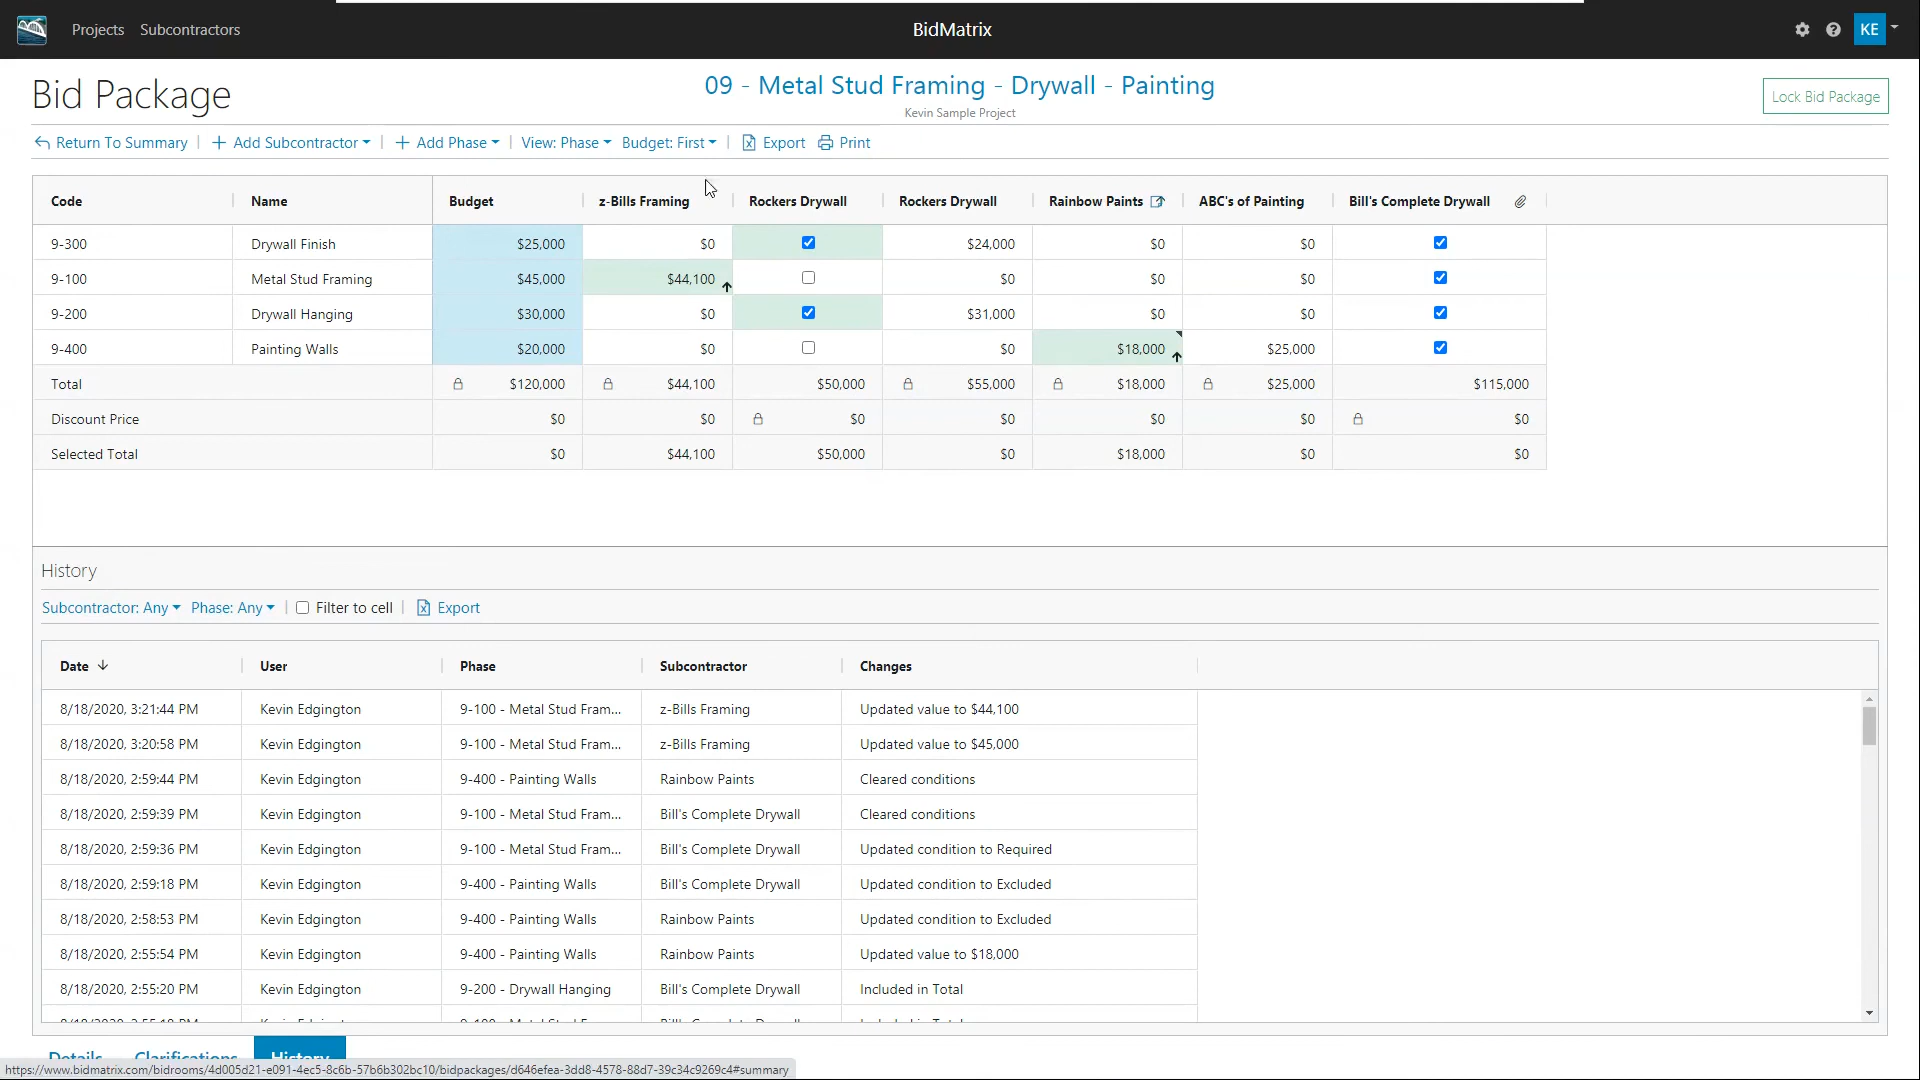 Projects Subcontractors BidMatrix KE
Bid Package
09 - Metal Stud Framing - Drywall - Painting
Kevin Sample Project
Lock Bid Package
Return To Summary Add Subcontractor Add Phase View: Phase Budget: First Export Print
Code Name Budget z-Bills Framing Rockers Drywall Rockers Drywall Rainbow Paints ABC's of Painting Bill's Complete Drywall
9-300 Drywall Finish $25,000 $0 $24,000 $0 $0
9-100 Metal Stud Framing $45,000 $44,100 $0 $0 $0
9-200 Drywall Hanging $30,000 $0 $31,000 $0 $0
9-400 Painting Walls $20,000 $0 $0 $18,000 $25,000
Total $120,000 $44,100 $50,000 $55,000 $18,000 $25,000 $115,000
Discount Price $0 $0 $0 $0 $0 $0 $0
Selected Total $0 $44,100 $50,000 $0 $18,000 $0 $0
History
Subcontractor: Any Phase: Any Filter to cell Export
Date User Phase Subcontractor Changes
8/18/2020, 3:21:44 PM Kevin Edgington 9-100 - Metal Stud Fram... z-Bills Framing Updated value to $44,100
8/18/2020, 3:20:58 PM Kevin Edgington 9-100 - Metal Stud Fram... z-Bills Framing Updated value to $45,000
8/18/2020, 2:59:44 PM Kevin Edgington 9-400 - Painting Walls Rainbow Paints Cleared conditions
8/18/2020, 2:59:39 PM Kevin Edgington 9-100 - Metal Stud Fram... Bill's Complete Drywall Cleared conditions
8/18/2020, 2:59:36 PM Kevin Edgington 9-100 - Metal Stud Fram... Bill's Complete Drywall Updated condition to Required
8/18/2020, 2:59:18 PM Kevin Edgington 9-400 - Painting Walls Bill's Complete Drywall Updated condition to Excluded
8/18/2020, 2:58:53 PM Kevin Edgington 9-400 - Painting Walls Rainbow Paints Updated condition to Excluded
8/18/2020, 2:55:54 PM Kevin Edgington 9-400 - Painting Walls Rainbow Paints Updated value to $18,000
8/18/2020, 2:55:20 PM Kevin Edgington 9-200 - Drywall Hanging Bill's Complete Drywall Included in Total
Details Clarifications History
https://www.bidmatrix.com/bidrooms/4d005d21-e091-4ec5-8c6b-57b6b302bc10/bidpackages/d646efea-3dd8-4578-88d7-39c34c9269c4#summary